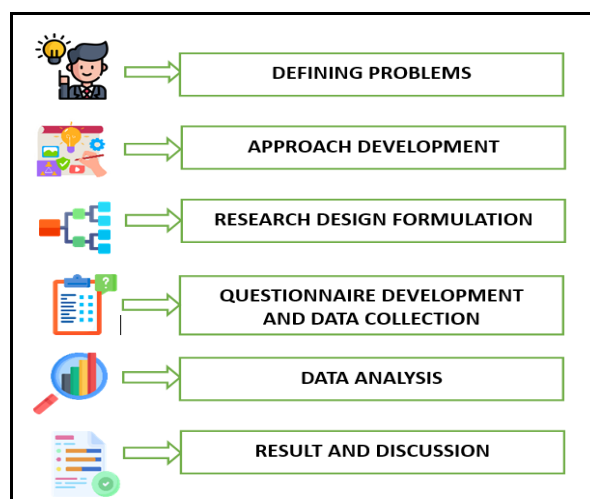 DEFINING PROBLEMS
APPROACH DEVELOPMENT
RESEARCH DESIGN FORMULATION
QUESTIONNAIRE DEVELOPMENT
AND DATA COLLECTION
DATA ANALYSIS
RESULT AND DISCUSSION